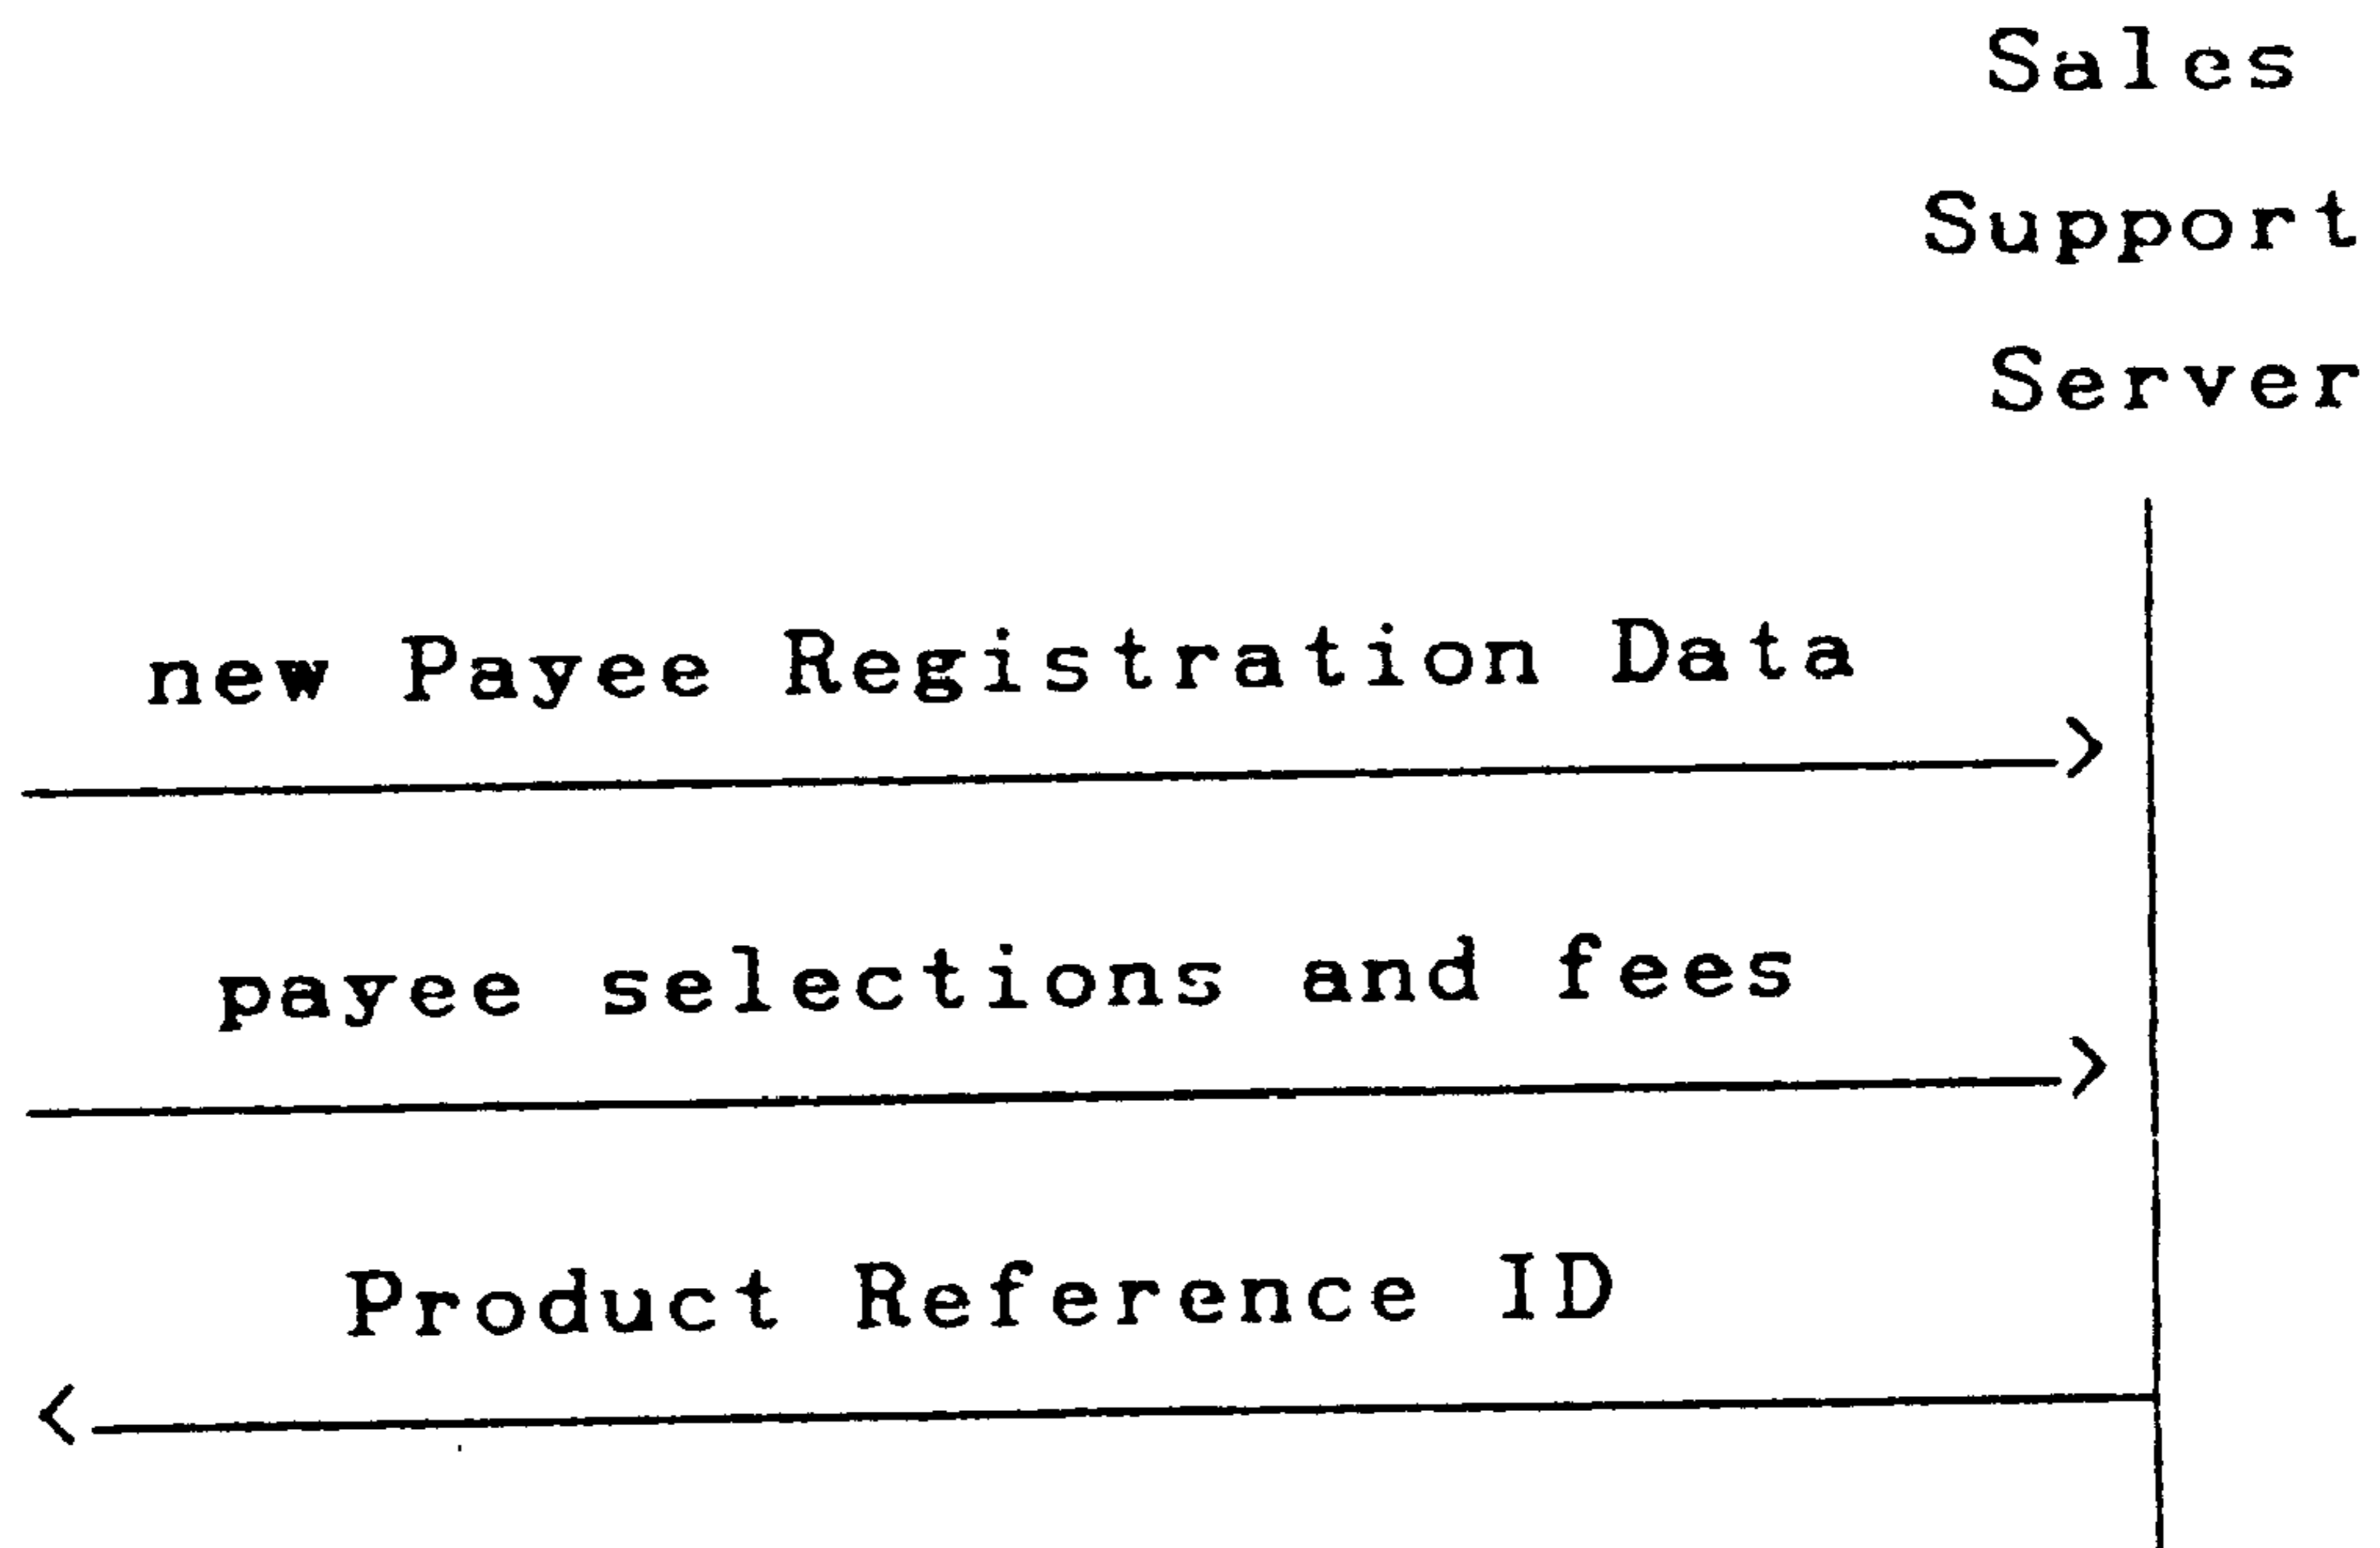 Sales
Support
Server
new Payee Registration Data
payee selections and fees
Product Reference ID